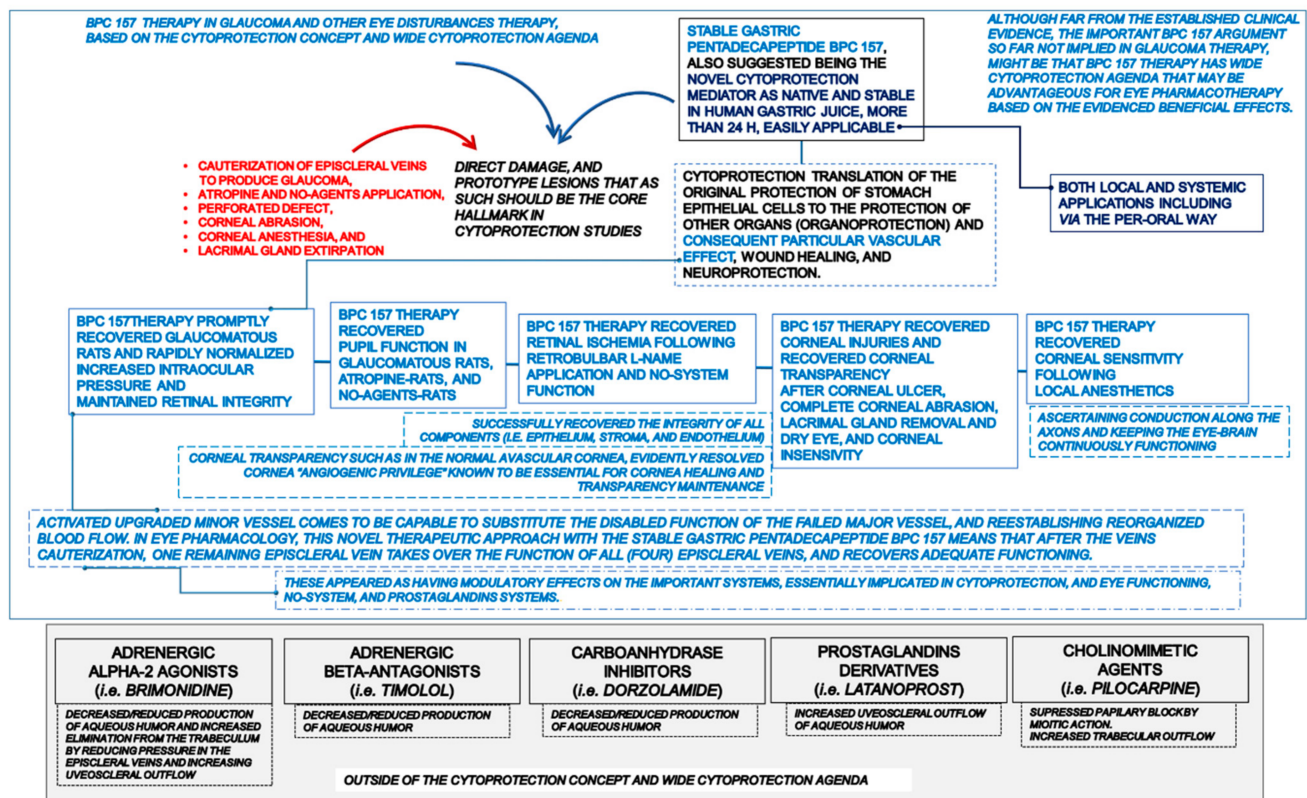 BPC 157 THERAPY IN GLAUCOMA AND OTHER EYE DISTURBANCES THERAPY,
BASED ON THE CYTOPROTECTION CONCEPT AND WIDE CYTOPROTECTION AGENDA
STABLE GASTRIC
PENTADECAPEPTIDE BPC 157,
ALSO SUGGESTED BEING THE
NOVEL CYTOPROTECTION
MEDIATOR AS NATIVE AND STABLE
IN HUMAN GASTRIC JUICE, MORE
THAN 24 H, EASILY APPLICABLE
ALTHOUGH FAR FROM THE ESTABLISHED CLINICAL
EVIDENCE, THE IMPORTANT BPC 157 ARGUMENT
SO FAR NOT IMPLIED IN GLAUCOMA THERAPY,
MIGHT BE THAT BPC 157 THERAPY HAS WIDE
CYTOPROTECTION AGENDA THAT MAY BE
ADVANTAGEOUS FOR EYE PHARMACOTHERAPY
BASED ON THE EVIDENCED BENEFICIAL EFFECTS.
• CAUTERIZATION OF EPISCLERAL VEINS
TO PRODUCE GLAUCOMA,
• ATROPINE AND NO-AGENTS APPLICATION,
• PERFORATED DEFECT,
• CORNEAL ABRASION,
• CORNEAL ANESTHESIA, AND
• LACRIMAL GLAND EXTIRPATION
DIRECT DAMAGE, AND
PROTOTYPE LESIONS THAT AS
SUCH SHOULD BE THE CORE
HALLMARK IN
CYTOPROTECTION STUDIES
CYTOPROTECTION TRANSLATION OF THE
ORIGINAL PROTECTION OF STOMACH
EPITHELIAL CELLS TO THE PROTECTION OF
OTHER ORGANS (ORGANOPROTECTION) AND
CONSEQUENT PARTICULAR VASCULAR
EFFECT, WOUND HEALING, AND
NEUROPROTECTION.
BOTH LOCAL AND SYSTEMIC
APPLICATIONS INCLUDING
VIA THE PER-ORAL WAY
BPC 157THERAPY PROMPTLY
RECOVERED GLAUCOMATOUS
RATS AND RAPIDLY NORMALIZED
INCREASED INTRAOCULAR
PRESSURE AND
MAINTAINED RETINAL INTEGRITY
BPC 157 THERAPY
RECOVERED
PUPIL FUNCTION IN
GLAUCOMATOUS RATS,
ATROPINE-RATS, AND
NO-AGENTS-RATS
BPC 157 THERAPY RECOVERED
RETINAL ISCHEMIA FOLLOWING
RETROBULBAR L-NAME
APPLICATION AND NO-SYSTEM
FUNCTION
BPC 157 THERAPY RECOVERED
CORNEAL INJURIES AND
RECOVERED CORNEAL
TRANSPARENCY
AFTER CORNEAL ULCER,
COMPLETE CORNEAL ABRASION,
LACRIMAL GLAND REMOVAL AND
DRY EYE, AND CORNEAL
INSENSIVITY
BPC 157 THERAPY
RECOVERED
CORNEAL SENSITIVITY
FOLLOWING
LOCAL ANESTHETICS
SUCCESSFULLY RECOVERED THE INTEGRITY OF ALL
COMPONENTS (I.E. EPITHELIUM, STROMA, AND ENDOTHELIUM)
CORNEAL TRANSPARENCY SUCH AS IN THE NORMAL AVASCULAR CORNEA, EVIDENTLY RESOLVED
CORNEA "ANGIOGENIC PRIVILEGE" KNOWN TO BE ESSENTIAL FOR CORNEA HEALING AND
TRANSPARENCY MAINTENANCE
ASCERTAINING CONDUCTION ALONG THE
AXONS AND KEEPING THE EYE-BRAIN
CONTINUOUSLY FUNCTIONING
ACTIVATED UPGRADED MINOR VESSEL COMES TO BE CAPABLE TO SUBSTITUTE THE DISABLED FUNCTION OF THE FAILED MAJOR VESSEL, AND REESTABLISHING REORGANIZED
BLOOD FLOW. IN EYE PHARMACOLOGY, THIS NOVEL THERAPEUTIC APPROACH WITH THE STABLE GASTRIC PENTADECAPEPTIDE BPC 157 MEANS THAT AFTER THE VEINS
CAUTERIZATION, ONE REMAINING EPISCLERAL VEIN TAKES OVER THE FUNCTION OF ALL (FOUR) EPISCLERAL VEINS, AND RECOVERS ADEQUATE FUNCTIONING.
THESE APPEARED AS HAVING MODULATORY EFFECTS ON THE IMPORTANT SYSTEMS, ESSENTIALLY IMPLICATED IN CYTOPROTECTION, AND EYE FUNCTIONING,
NO-SYSTEM, AND PROSTAGLANDINS SYSTEMS.
ADRENERGIC
ALPHA-2 AGONISTS
(i.e. BRIMONIDINE)
DECREASED/REDUCED PRODUCTION
OF AQUEOUS HUMOR AND INCREASED
ELIMINATION FROM THE TRABECULUM
BY REDUCING PRESSURE IN THE
EPISCLERAL VEINS AND INCREASING
UVEOSCLERAL OUTFLOW
ADRENERGIC
BETA-ANTAGONISTS
(i.e. TIMOLOL)
DECREASED/REDUCED PRODUCTION
OF AQUEOUS HUMOR
CARBOANHYDRASE
INHIBITORS
(i.e. DORZOLAMIDE)
DECREASED/REDUCED PRODUCTION
OF AQUEOUS HUMOR
PROSTAGLANDINS
DERIVATIVES
(i.e. LATANOPROST)
INCREASED UVEOSCLERAL OUTFLOW
OF AQUEOUS HUMOR
CHOLINOMIMETIC
AGENTS
(i.e. PILOCARPINE)
SUPRESSED PAPILARY BLOCK BY
MIOTIC ACTION.
INCREASED TRABECULAR OUTFLOW
OUTSIDE OF THE CYTOPROTECTION CONCEPT AND WIDE CYTOPROTECTION AGENDA